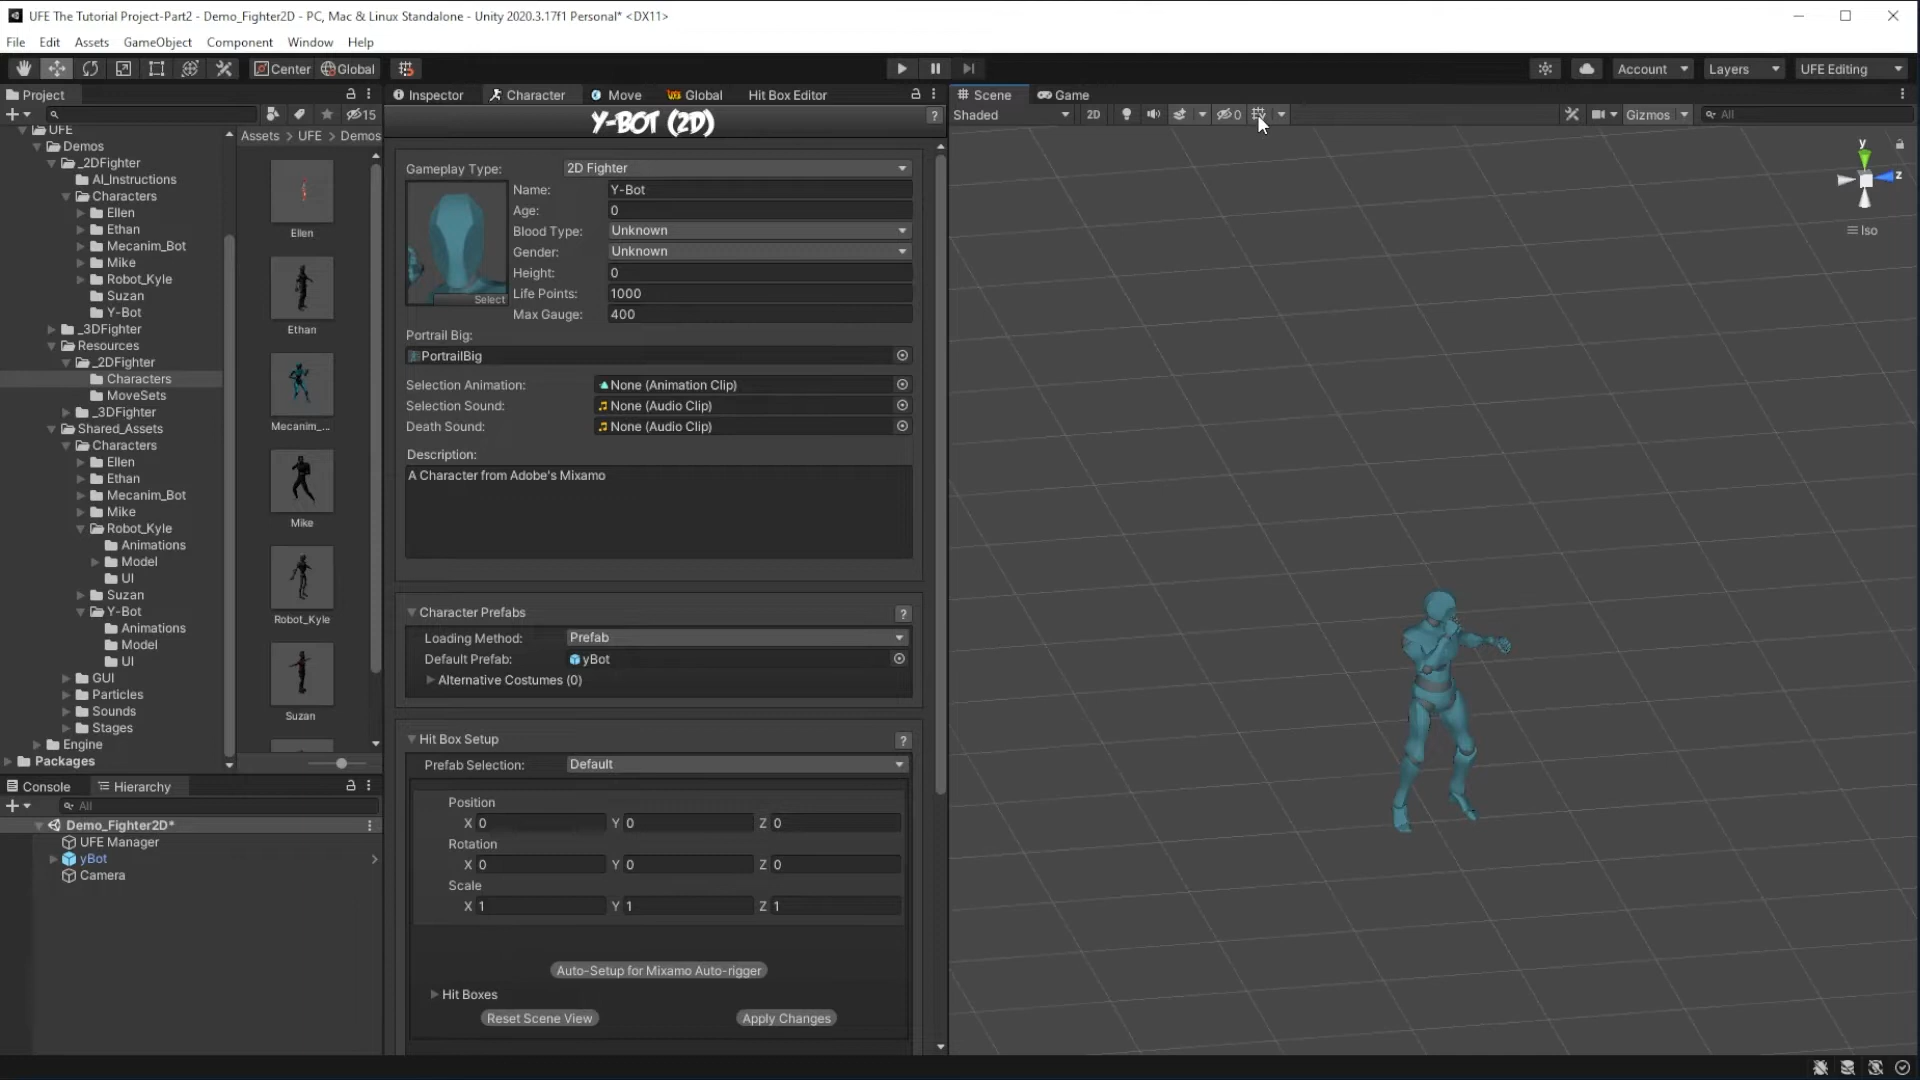 UFE The Tutorial Project-Part2 - Demo_Fighter2D - PC, Mac & Linux Standalone - Unity 2020.3.17f1 Personal* <DX11>
File Edit Assets GameObject Component Window Help
Center Global Account Layers UFE Editing
Project
15
UFE
Demos
_2DFighter
AI_Instructions
Characters
Ellen
Ethan
Mecanim_Bot
Mike
Robot_Kyle
Suzan
Y-Bot
_3DFighter
Resources
_2DFighter
Characters
MoveSets
_3DFighter
Shared_Assets
Characters
Ellen
Ethan
Mecanim_Bot
Mike
Robot_Kyle
Animations
Model
UI
Suzan
Y-Bot
Animations
Model
UI
GUI
Particles
Sounds
Stages
Engine
Packages
Assets > UFE > Demos
Ellen
Ethan
Mecanim_...
Mike
Robot_Kyle
Suzan
Console Hierarchy
All
Demo_Fighter2D*
UFE Manager
yBot
Camera
Inspector Character Move Global Hit Box Editor
Y-BOT (2D)
?
Gameplay Type: 2D Fighter
Select
Name: Y-Bot
Age: 0
Blood Type: Unknown
Gender: Unknown
Height: 0
Life Points: 1000
Max Gauge: 400
Portrail Big:
PortrailBig
Selection Animation: None (Animation Clip)
Selection Sound: None (Audio Clip)
Death Sound: None (Audio Clip)
Description:
A Character from Adobe's Mixamo
Character Prefabs ?
Loading Method: Prefab
Default Prefab: yBot
Alternative Costumes (0)
Hit Box Setup ?
Prefab Selection: Default
Position
X 0 Y 0 Z 0
Rotation
X 0 Y 0 Z 0
Scale
X 1 Y 1 Z 1
Auto-Setup for Mixamo Auto-rigger
Hit Boxes
Reset Scene View Apply Changes
Scene Game
Shaded 2D 0 Gizmos All
y
z
Iso